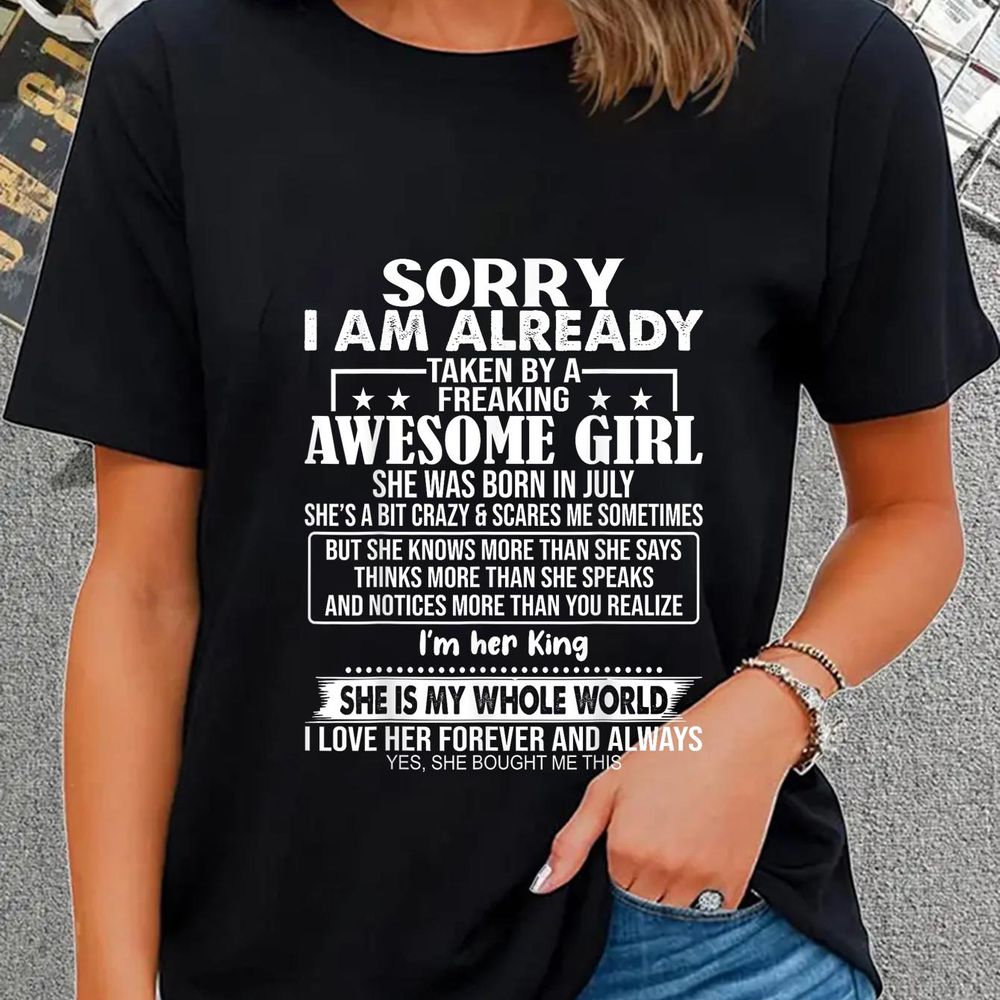 SORRY
I AM ALREADY
TAKEN BY A
FREAKING
AWESOME GIRL
SHE WAS BORN IN JULY
SHE'S A BIT CRAZY & SCARES ME SOMETIMES
BUT SHE KNOWS MORE THAN SHE SAYS
THINKS MORE THAN SHE SPEAKS
AND NOTICES MORE THAN YOU REALIZE
I'm her King
SHE IS MY WHOLE WORLD
I LOVE HER FOREVER AND ALWAYS
YES, SHE BOUGHT ME THIS